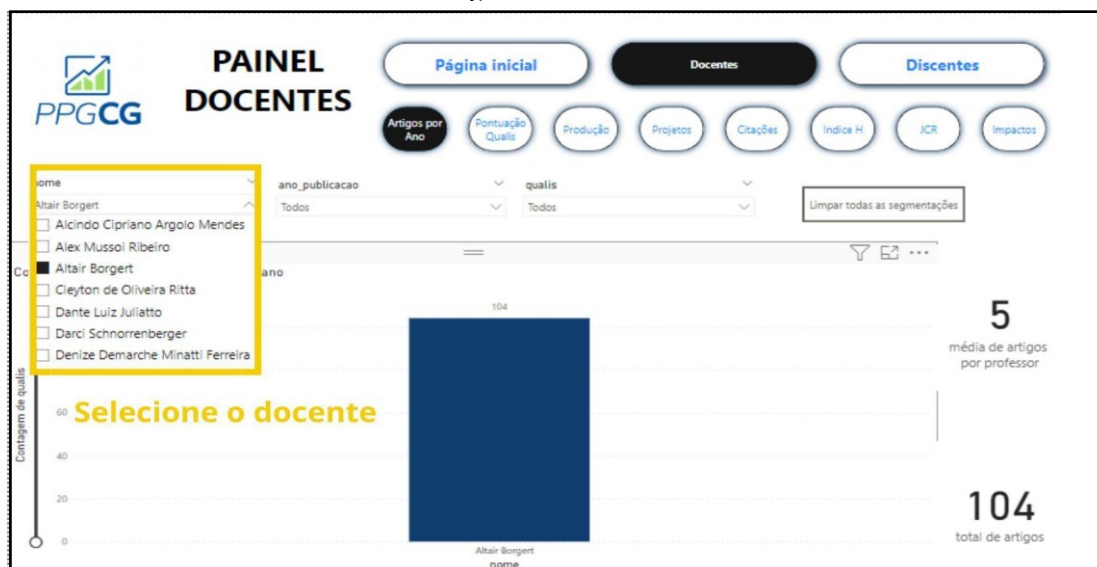 PPGCG
PAINEL
DOCENTES
Página inicial
Docentes
Discentes
Artigos por
Ano
Pontuação
Qualis
Produção
Projetos
Citações
Indice H
JCR
Impactos
nome
ano_publicacao
qualis
Altair Borgert
Todos
Todos
Limpar todas as segmentações
Alcindo Cipriano Argolo Mendes
Alex Mussoi Ribeiro
Altair Borgert
Cleyton de Oliveira Ritta
Dante Luiz Juliatto
Darci Schnorrenberger
Denize Demarche Minatti Ferreira
Co
ano
104
5
média de artigos
por professor
Contagem de qualis
60
Selecione o docente
40
20
0
Altair Borgert
nome
104
total de artigos